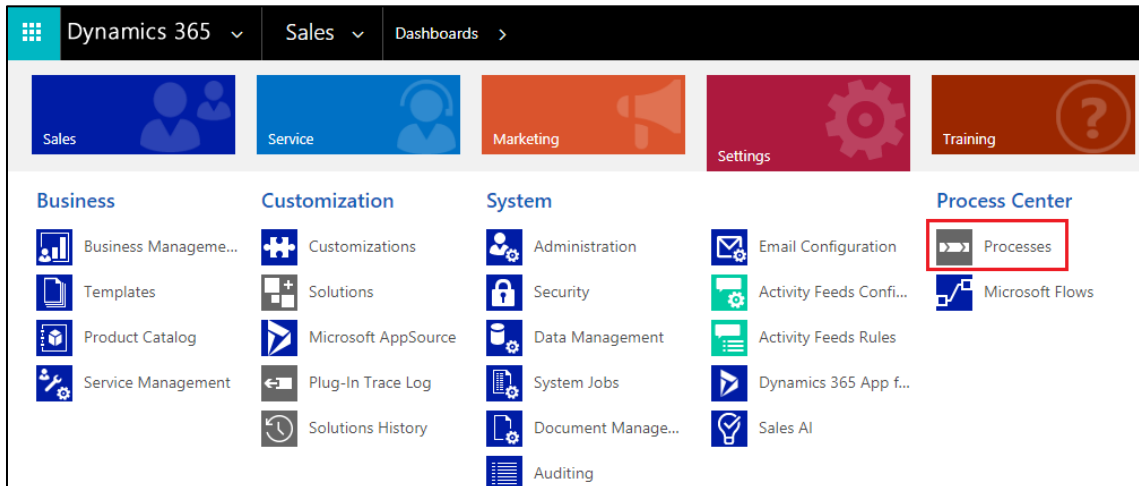 Dynamics 365
Sales
Dashboards
Sales
Service
Marketing
Settings
Training
Business
Business Manageme...
Templates
Product Catalog
Service Management
Customization
Customizations
Solutions
Microsoft AppSource
Plug-In Trace Log
Solutions History
System
Administration
Security
Data Management
System Jobs
Document Manage...
Auditing
Email Configuration
Activity Feeds Confi...
Activity Feeds Rules
Dynamics 365 App f...
Sales AI
Process Center
Processes
Microsoft Flows